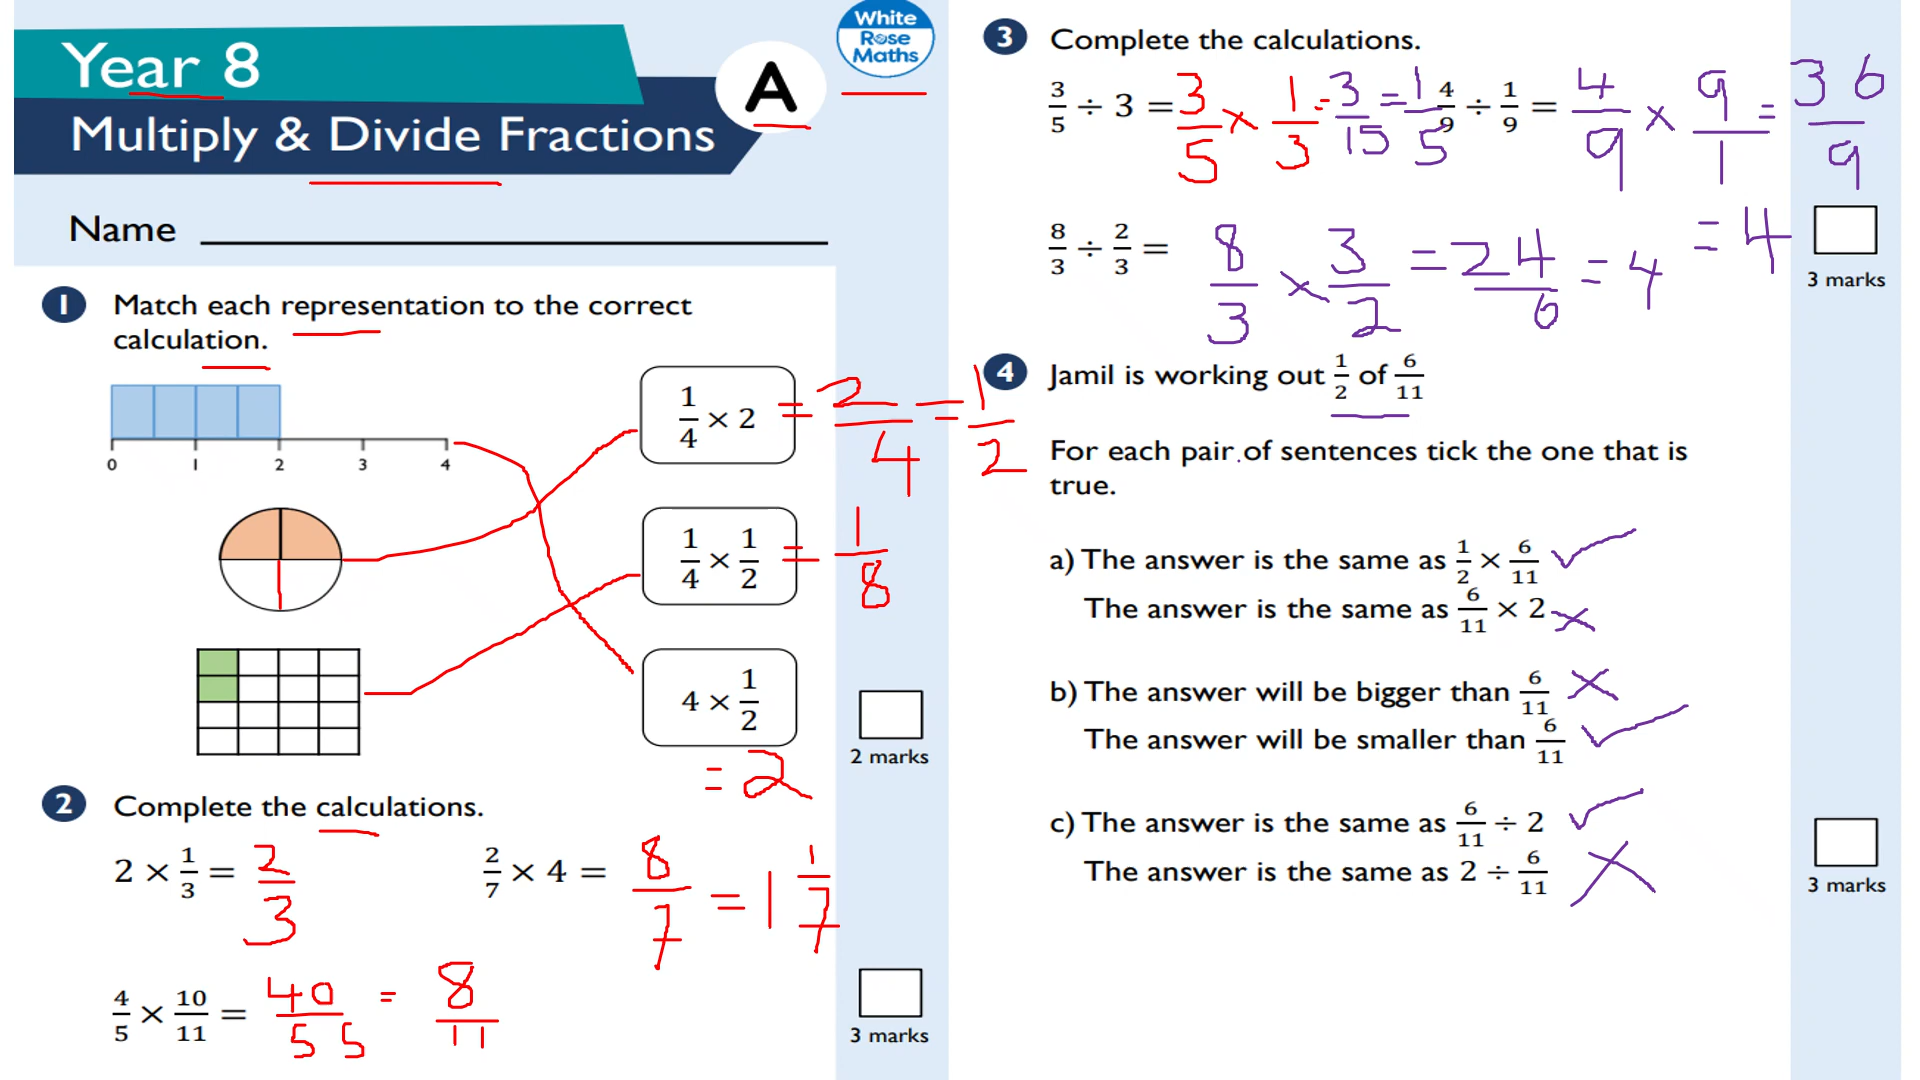 Year 8
Multiply & Divide Fractions
A
White
Rose
Maths
Name
1 Match each representation to the correct
calculation.
0 1 2 3 4
1/4 × 2 = 2/4 = 1/2
1/4 × 1/2 = 1/8
4 × 1/2
= 2
2 marks
2 Complete the calculations.
2 × 1/3 = 2/3
2/7 × 4 = 8/7 = 1 1/7
4/5 × 10/11 = 40/55 = 8/11
3 marks
3 Complete the calculations.
3/5 ÷ 3 = 3/5 × 1/3 = 3/15 = 1/5
4/9 ÷ 1/9 = 4/9 × 9/1 = 36/9
= 4
8/3 ÷ 2/3 = 8/3 × 3/2 = 24/6 = 4
3 marks
4 Jamil is working out 1/2 of 6/11
For each pair of sentences tick the one that is
true.
a) The answer is the same as 1/2 × 6/11 ✓
The answer is the same as 6/11 × 2 ×
b) The answer will be bigger than 6/11 ×
The answer will be smaller than 6/11 ✓
c) The answer is the same as 6/11 ÷ 2 ✓
The answer is the same as 2 ÷ 6/11 ×
3 marks